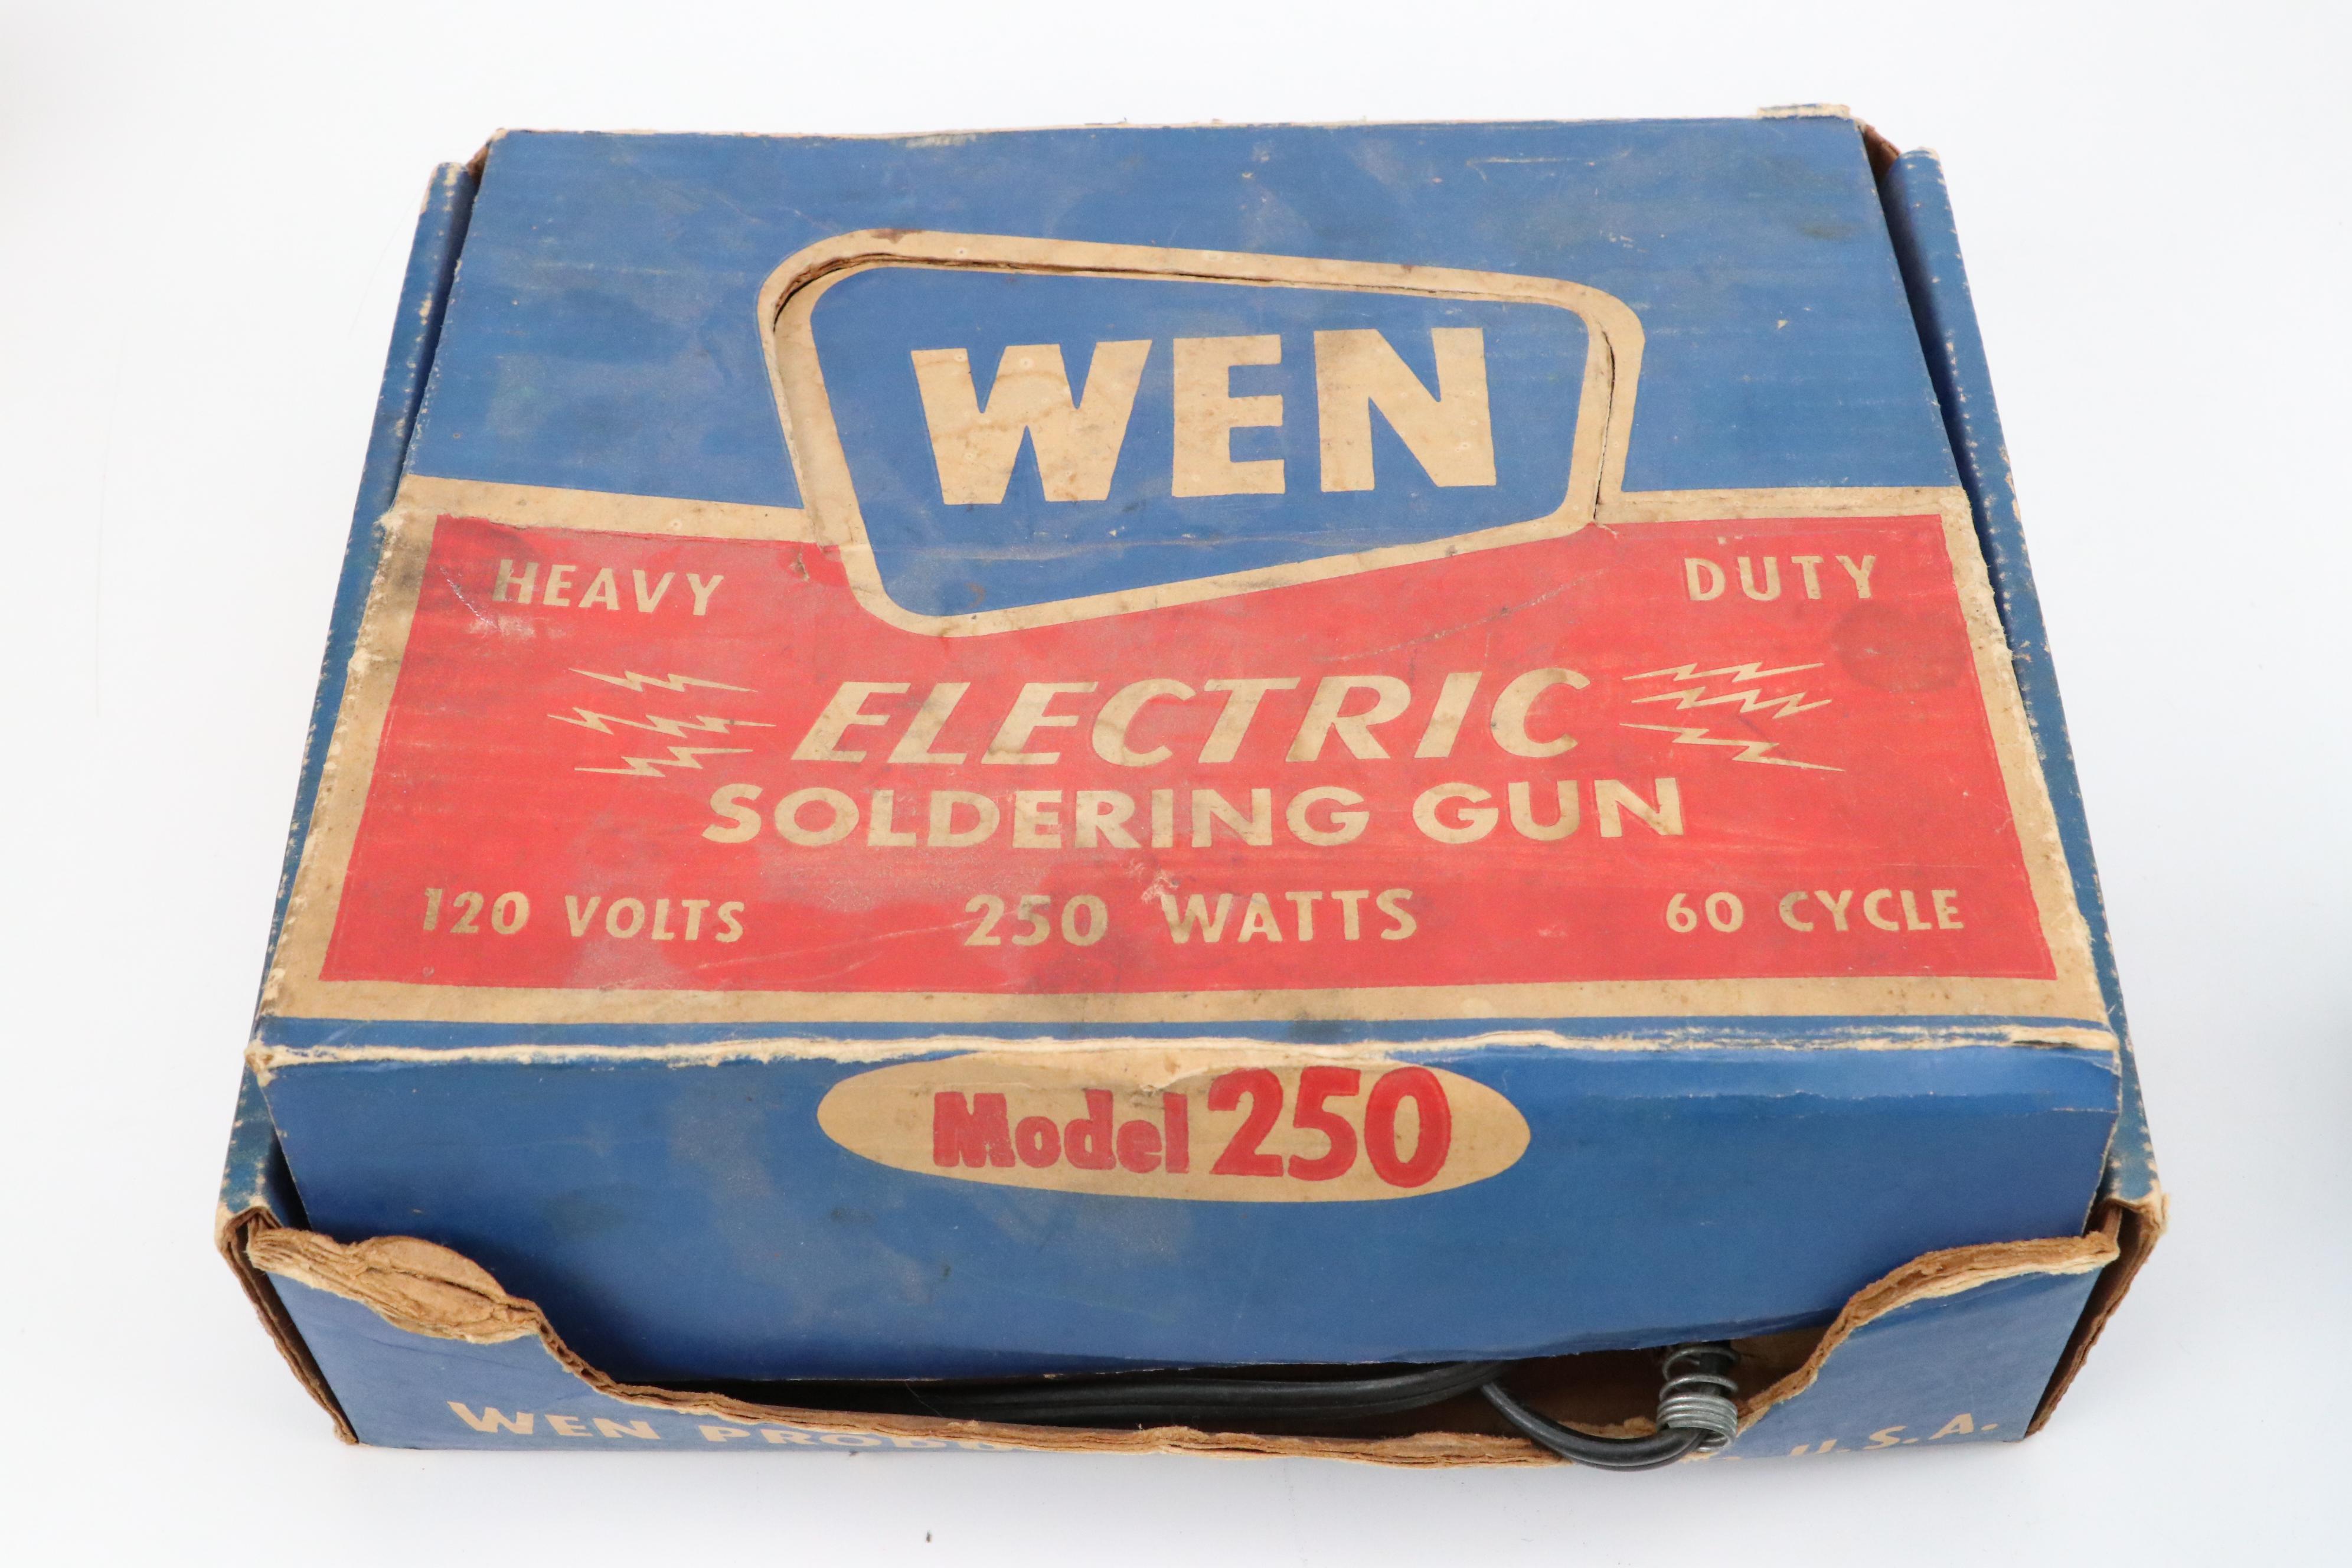 WEN
HEAVY DUTY
ELECTRIC
SOLDERING GUN
120 VOLTS 250 WATTS 60 CYCLE
Model 250
WEN U.S.A.